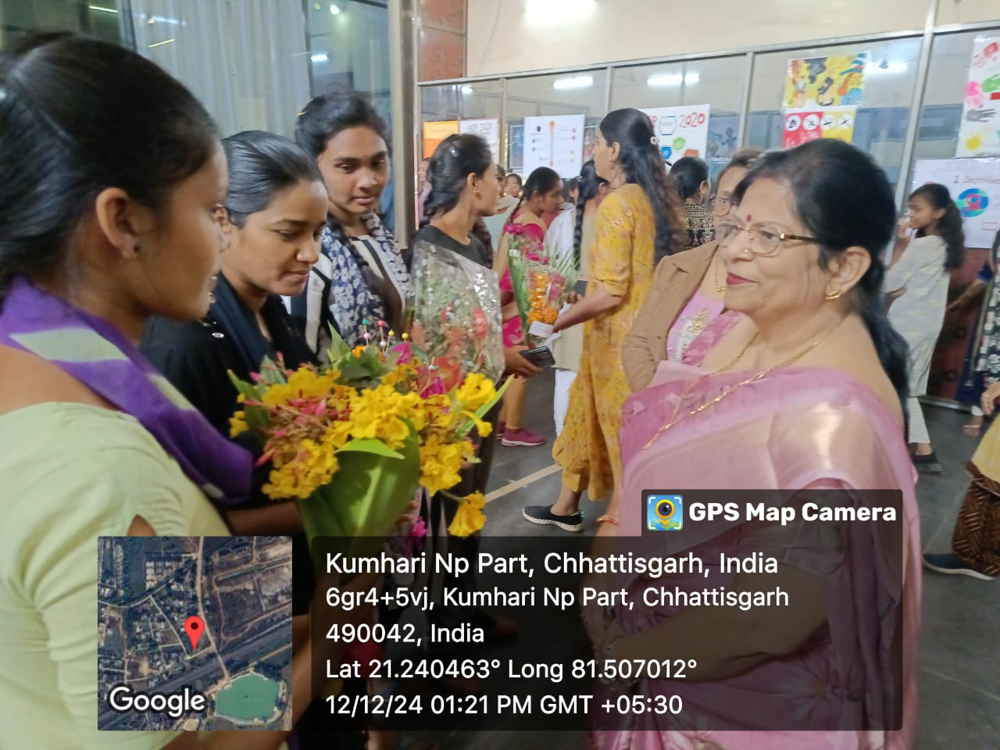 2020
GPS Map Camera
Kumhari Np Part, Chhattisgarh, India
6gr4+5vj, Kumhari Np Part, Chhattisgarh
490042, India
Lat 21.240463° Long 81.507012°
12/12/24 01:21 PM GMT +05:30
Google